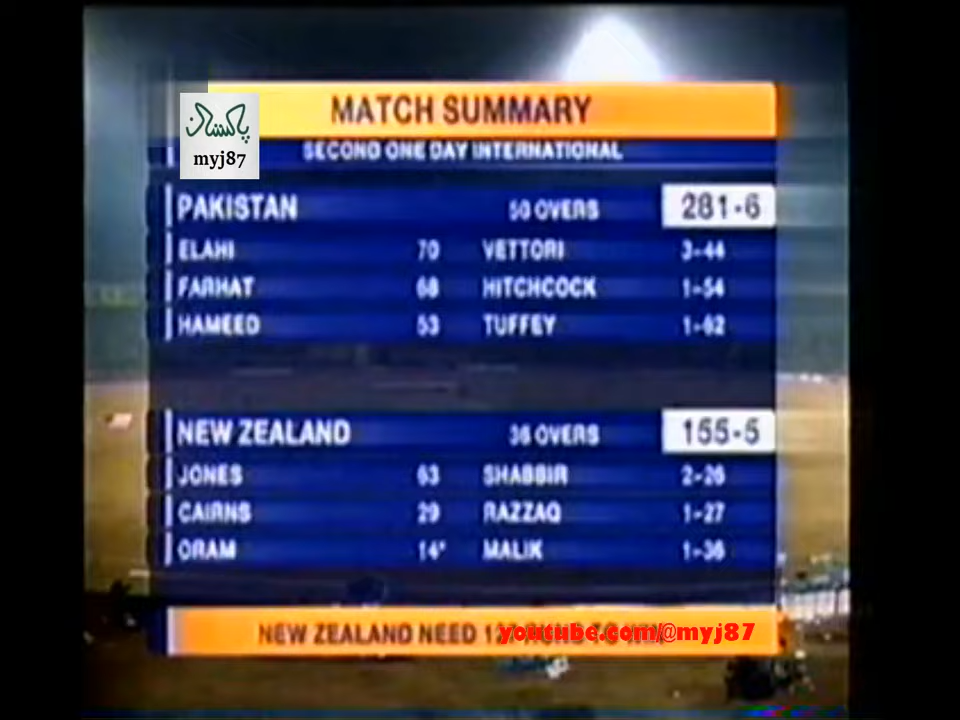 MATCH SUMMARY
پاکستان
myj87
SECOND ONE DAY INTERNATIONAL
PAKISTAN 50 OVERS 281-6
ELAHI 70 VETTORI 3-44
FARHAT 68 HITCHCOCK 1-54
HAMEED 53 TUFFEY 1-62
NEW ZEALAND 36 OVERS 155-5
JONES 63 SHABBIR 2-26
CAIRNS 29 RAZZAQ 1-27
ORAM 14* MALIK 1-36
NEW ZEALAND NEED
youtube.com/@myj87